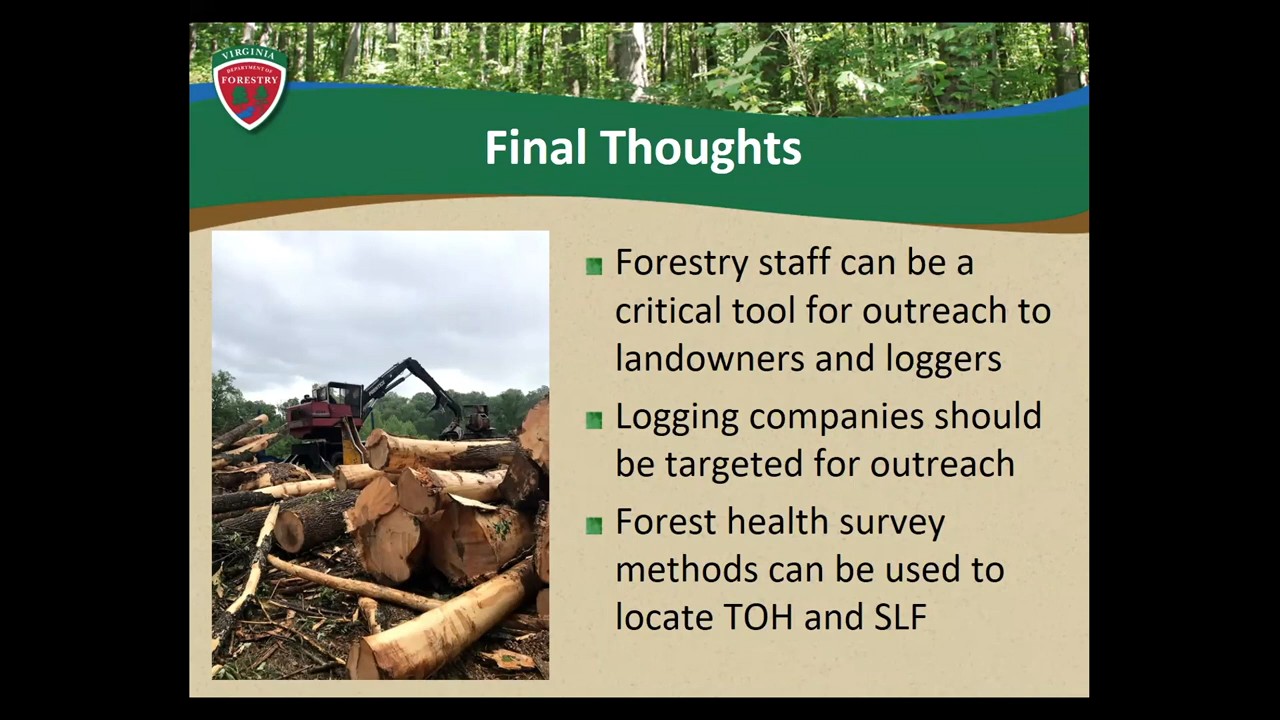 VIRGINIA
DEPARTMENT OF
FORESTRY
Final Thoughts
Forestry staff can be a
critical tool for outreach to
landowners and loggers
Logging companies should
be targeted for outreach
Forest health survey
methods can be used to
locate TOH and SLF